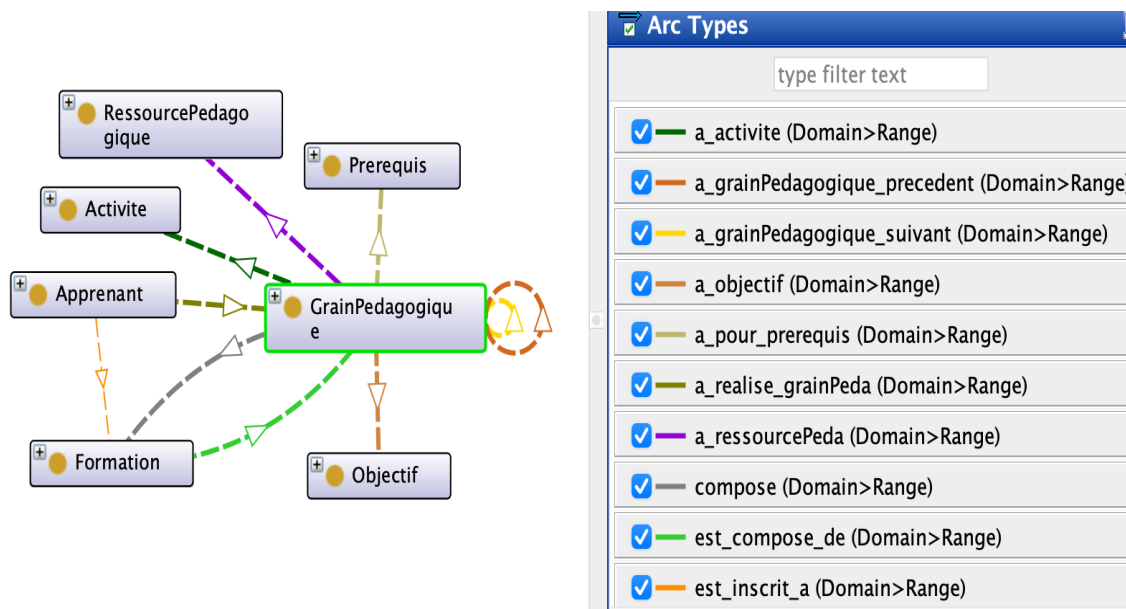 RessourcePedago
gique
Prerequis
Activite
Apprenant
GrainPedagogiqu
e
Formation
Objectif
Arc Types
type filter text
a_activite (Domain>Range)
a_grainPedagogique_precedent (Domain>Range)
a_grainPedagogique_suivant (Domain>Range)
a_objectif (Domain>Range)
a_pour_prerequis (Domain>Range)
a_realise_grainPeda (Domain>Range)
a_ressourcePeda (Domain>Range)
compose (Domain>Range)
est_compose_de (Domain>Range)
est_inscrit_a (Domain>Range)